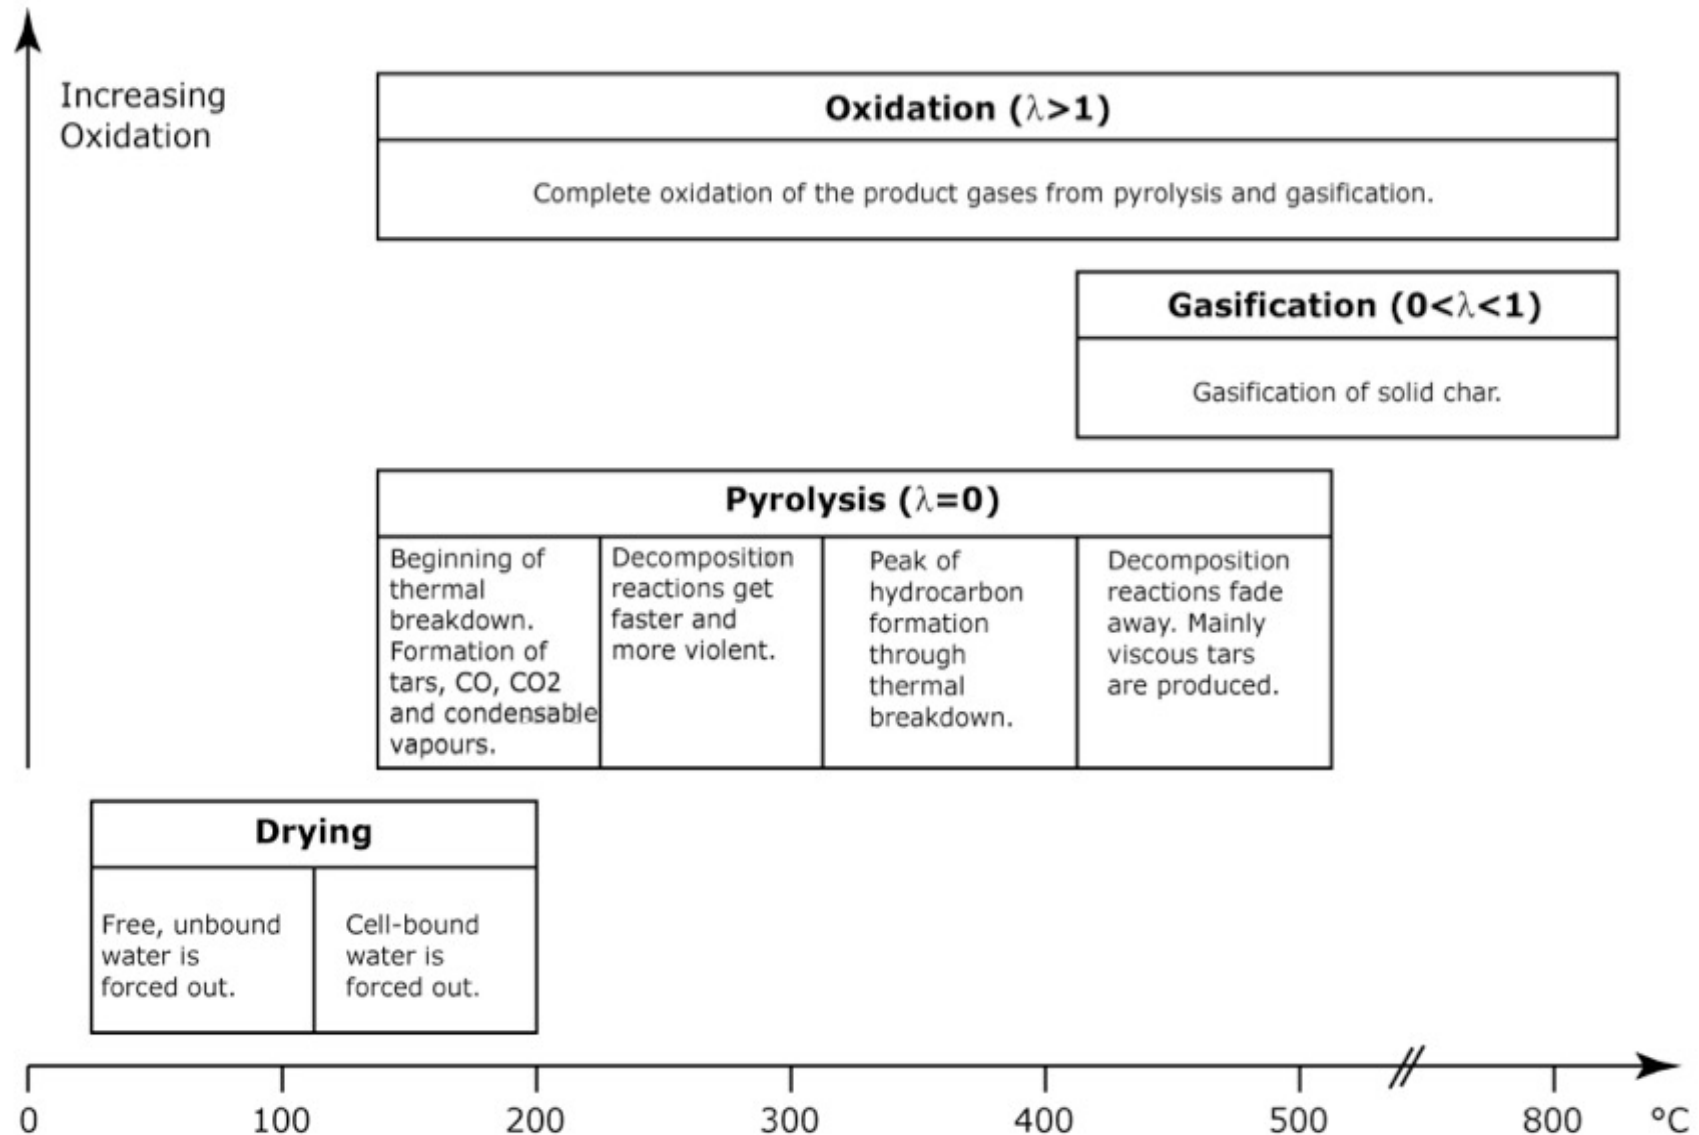 Increasing
Oxidation
Oxidation (λ>1)
Complete oxidation of the product gases from pyrolysis and gasification.
Gasification (0<λ<1)
Gasification of solid char.
Pyrolysis (λ=0)
Beginning of
thermal
breakdown.
Formation of
tars, CO, CO2
and condensable
vapours.
Decomposition
reactions get
faster and
more violent.
Peak of
hydrocarbon
formation
through
thermal
breakdown.
Decomposition
reactions fade
away. Mainly
viscous tars
are produced.
Drying
Free, unbound
water is
forced out.
Cell-bound
water is
forced out.
0 100 200 300 400 500 800 °C